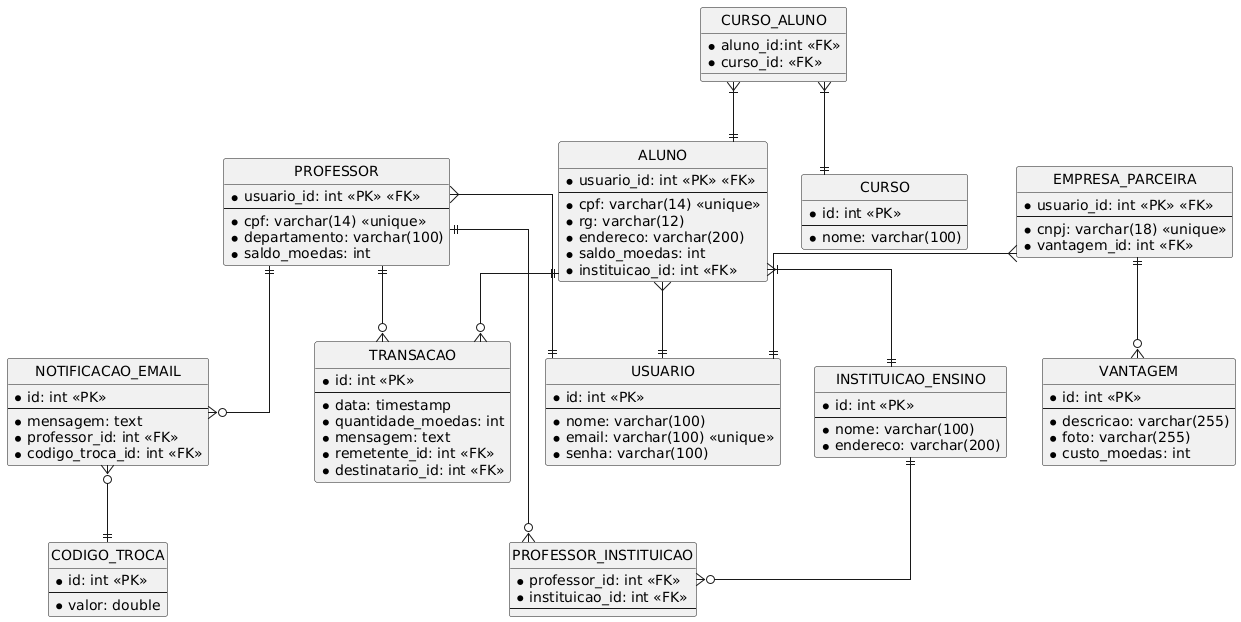 CURSO_ALUNO
aluno_id:int «FK»
curso_id: «FK»
PROFESSOR
usuario_id: int «PK» «FK»
cpf: varchar(14) «unique»
departamento: varchar(100)
saldo_moedas: int
ALUNO
usuario_id: int «PK» «FK»
cpf: varchar(14) «unique»
rg: varchar(12)
endereco: varchar(200)
saldo_moedas: int
instituicao_id: int «FK»
CURSO
id: int «PK»
nome: varchar(100)
EMPRESA_PARCEIRA
usuario_id: int «PK» «FK»
cnpj: varchar(18) «unique»
vantagem_id: int «FK»
NOTIFICACAO_EMAIL
id: int «PK»
mensagem: text
professor_id: int «FK»
codigo_troca_id: int «FK»
TRANSACAO
id: int «PK»
data: timestamp
quantidade_moedas: int
mensagem: text
remetente_id: int «FK»
destinatario_id: int «FK»
USUARIO
id: int «PK»
nome: varchar(100)
email: varchar(100) «unique»
senha: varchar(100)
INSTITUICAO_ENSINO
id: int «PK»
nome: varchar(100)
endereco: varchar(200)
VANTAGEM
id: int «PK»
descricao: varchar(255)
foto: varchar(255)
custo_moedas: int
CODIGO_TROCA
id: int «PK»
valor: double
PROFESSOR_INSTITUICAO
professor_id: int «FK»
instituicao_id: int «FK»